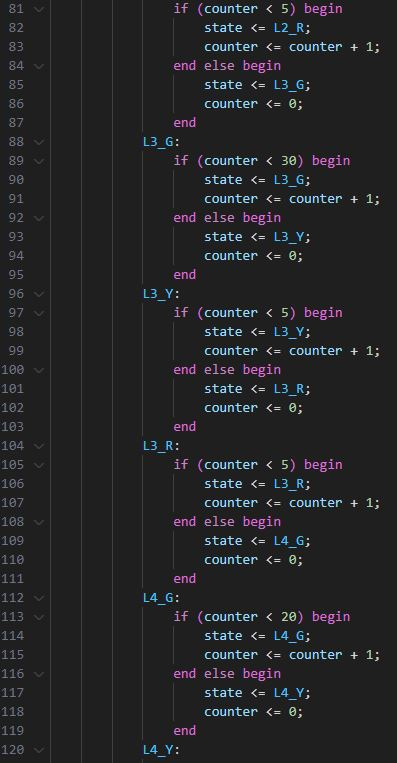 81 if (counter < 5) begin
82 state <= L2_R;
83 counter <= counter + 1;
84 end else begin
85 state <= L3_G;
86 counter <= 0;
87 end
88 L3_G:
89 if (counter < 30) begin
90 state <= L3_G;
91 counter <= counter + 1;
92 end else begin
93 state <= L3_Y;
94 counter <= 0;
95 end
96 L3_Y:
97 if (counter < 5) begin
98 state <= L3_Y;
99 counter <= counter + 1;
100 end else begin
101 state <= L3_R;
102 counter <= 0;
103 end
104 L3_R:
105 if (counter < 5) begin
106 state <= L3_R;
107 counter <= counter + 1;
108 end else begin
109 state <= L4_G;
110 counter <= 0;
111 end
112 L4_G:
113 if (counter < 20) begin
114 state <= L4_G;
115 counter <= counter + 1;
116 end else begin
117 state <= L4_Y;
118 counter <= 0;
119 end
120 L4_Y: